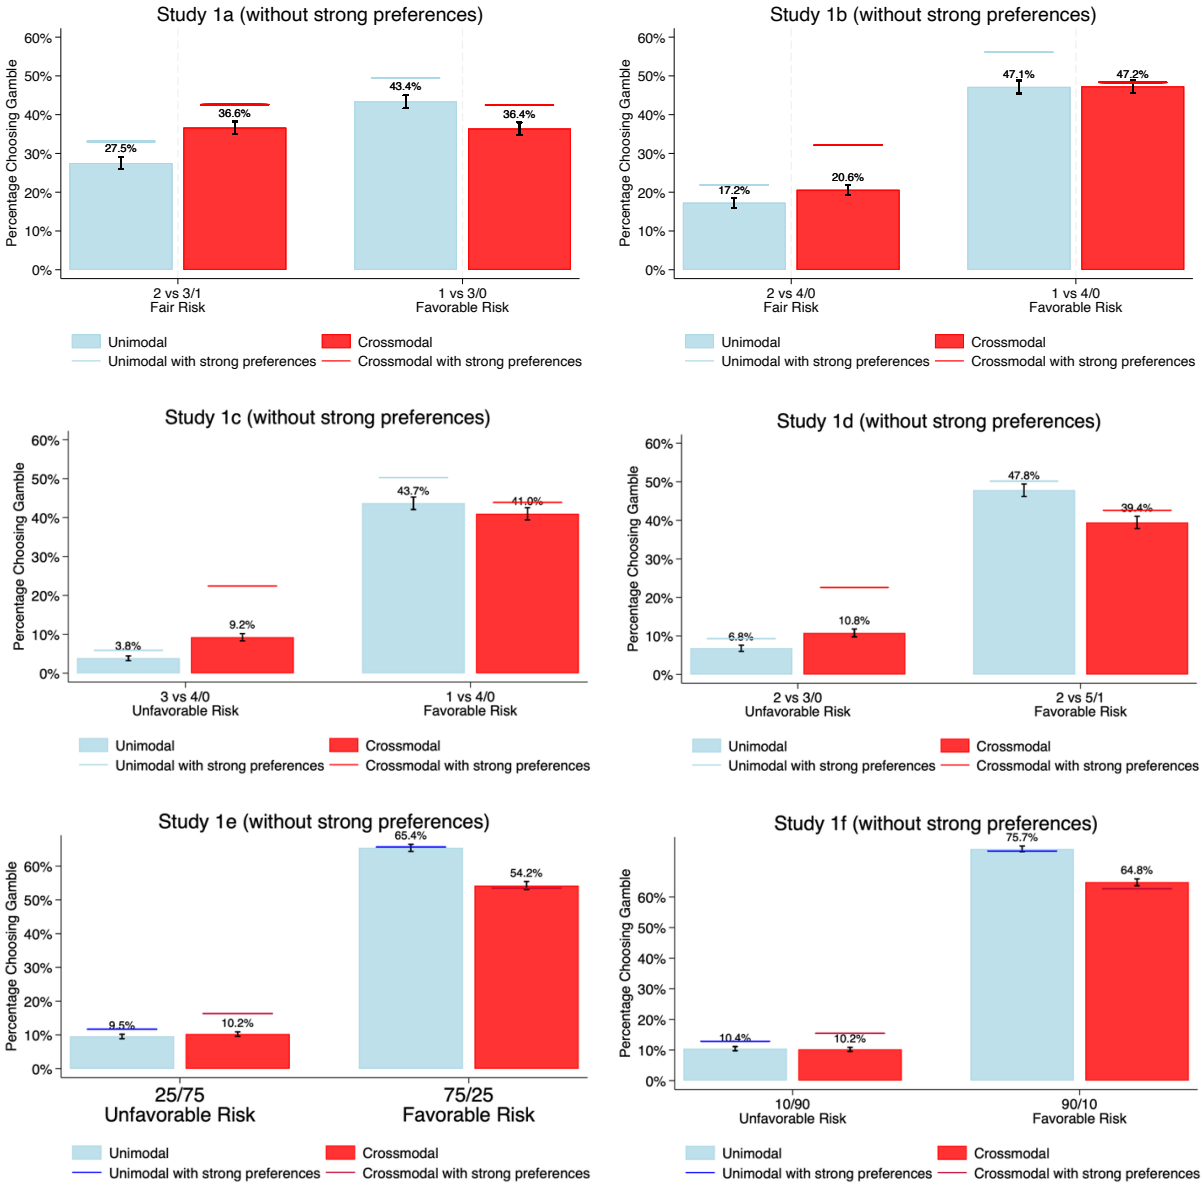 Study 1a (without strong preferences)
Percentage Choosing Gamble
60%
50%
40%
30%
20%
10%
0%
27.5%
36.6%
43.4%
36.4%
2 vs 3/1
Fair Risk
1 vs 3/0
Favorable Risk
Unimodal
Crossmodal
Unimodal with strong preferences
Crossmodal with strong preferences
Study 1b (without strong preferences)
Percentage Choosing Gamble
60%
50%
40%
30%
20%
10%
0%
17.2%
20.6%
47.1%
47.2%
2 vs 4/0
Fair Risk
1 vs 4/0
Favorable Risk
Unimodal
Crossmodal
Unimodal with strong preferences
Crossmodal with strong preferences
Study 1c (without strong preferences)
Percentage Choosing Gamble
60%
50%
40%
30%
20%
10%
0%
3.8%
9.2%
43.7%
41.0%
3 vs 4/0
Unfavorable Risk
1 vs 4/0
Favorable Risk
Unimodal
Crossmodal
Unimodal with strong preferences
Crossmodal with strong preferences
Study 1d (without strong preferences)
Percentage Choosing Gamble
60%
50%
40%
30%
20%
10%
0%
6.8%
10.8%
47.8%
39.4%
2 vs 3/0
Unfavorable Risk
2 vs 5/1
Favorable Risk
Unimodal
Crossmodal
Unimodal with strong preferences
Crossmodal with strong preferences
Study 1e (without strong preferences)
Percentage Choosing Gamble
60%
50%
40%
30%
20%
10%
0%
9.5%
10.2%
65.4%
54.2%
25/75
Unfavorable Risk
75/25
Favorable Risk
Unimodal
Crossmodal
Unimodal with strong preferences
Crossmodal with strong preferences
Study 1f (without strong preferences)
Percentage Choosing Gamble
60%
50%
40%
30%
20%
10%
0%
10.4%
10.2%
75.7%
64.8%
10/90
Unfavorable Risk
90/10
Favorable Risk
Unimodal
Crossmodal
Unimodal with strong preferences
Crossmodal with strong preferences